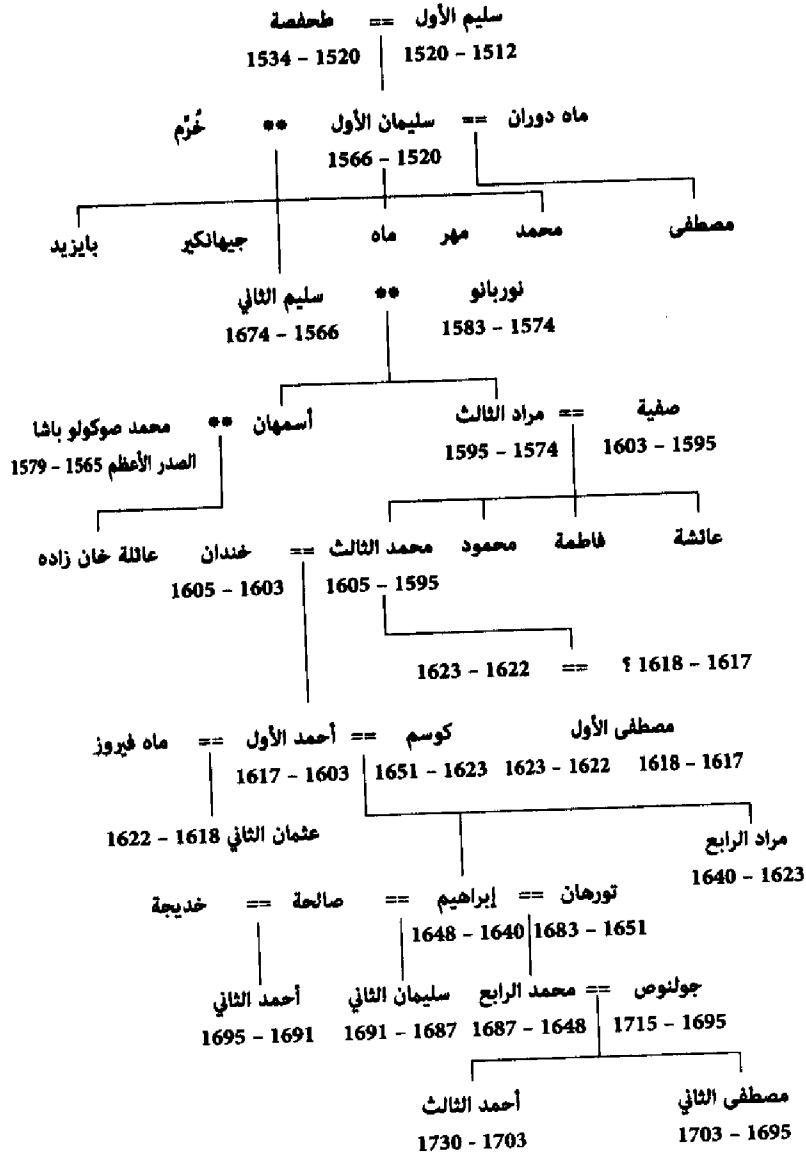 سليم الأول == طحفصة
1512 – 1520 1520 – 1534
ماه دوران == سليمان الأول ** خُرَّم
1520 – 1566
مصطفى محمد مهر ماه جيهانكير بايزيد
نوربانو ** سليم الثاني
1574 – 1583 1566 – 1674
صفية == مراد الثالث أسمهان ** محمد صوكولو باشا
1595 – 1603 1574 – 1595 الصدر الأعظم 1565 – 1579
عائشة فاطمة محمود محمد الثالث == خندان عائلة خان زاده
1595 – 1605 1603 – 1605
1617 – 1618 ؟ == 1622 – 1623
مصطفى الأول كوسم == أحمد الأول == ماه فيروز
1617 – 1618 1622 – 1623 1623 – 1651 1603 – 1617
مراد الرابع عثمان الثاني 1618 – 1622
1623 – 1640
تورهان == إبراهيم == صالحة == خديجة
1651 – 1683 1640 – 1648
جولنوص == محمد الرابع سليمان الثاني أحمد الثاني
1695 – 1715 1648 – 1687 1687 – 1691 1691 – 1695
مصطفى الثاني أحمد الثالث
1695 – 1703 1703 - 1730